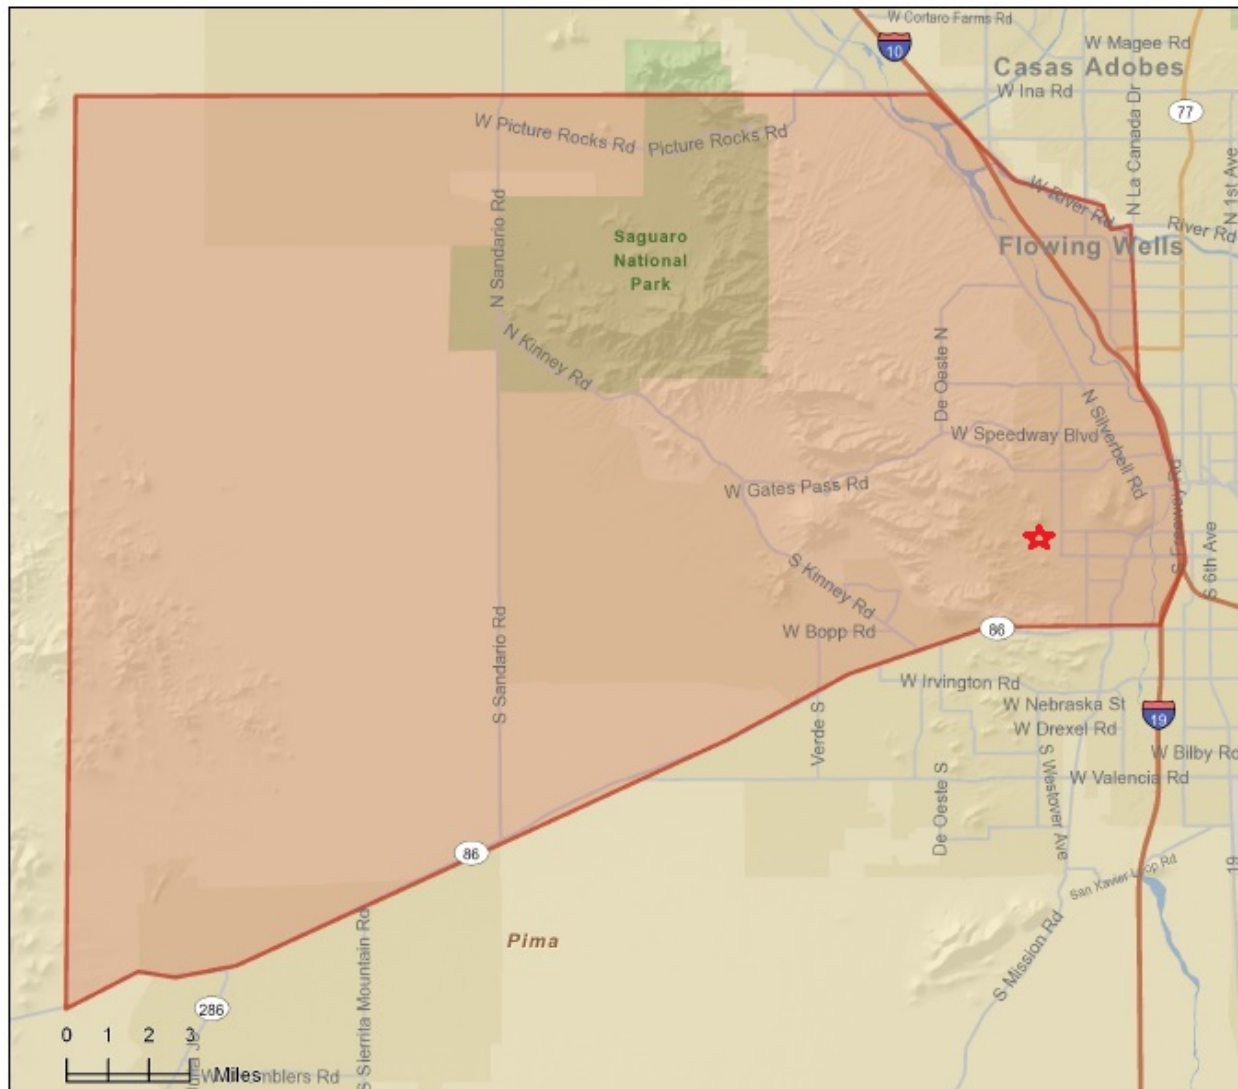 W Cortaro Farms Rd
10
W Magee Rd
Casas Adobes
W Ina Rd
77
N La Canada Dr
N 1st Ave
W Picture Rocks Rd
Picture Rocks Rd
W River Rd
River Rd
Flowing Wells
Saguaro
National
Park
N Sandario Rd
N Kinney Rd
De Oeste N
N Silverbell Rd
W Speedway Blvd
W Gates Pass Rd
S Freeway Rd
S 6th Ave
S Kinney Rd
W Bopp Rd
86
S Sandario Rd
W Irvington Rd
W Nebraska St
19
W Drexel Rd
Verde S
W Bilby Rd
S Westover Ave
W Valencia Rd
De Oeste S
86
San Xavier Loop Rd
19
Pima
S Mission Rd
S Sierrita Mountain Rd
286
0 1 2 3
Miles
Rd